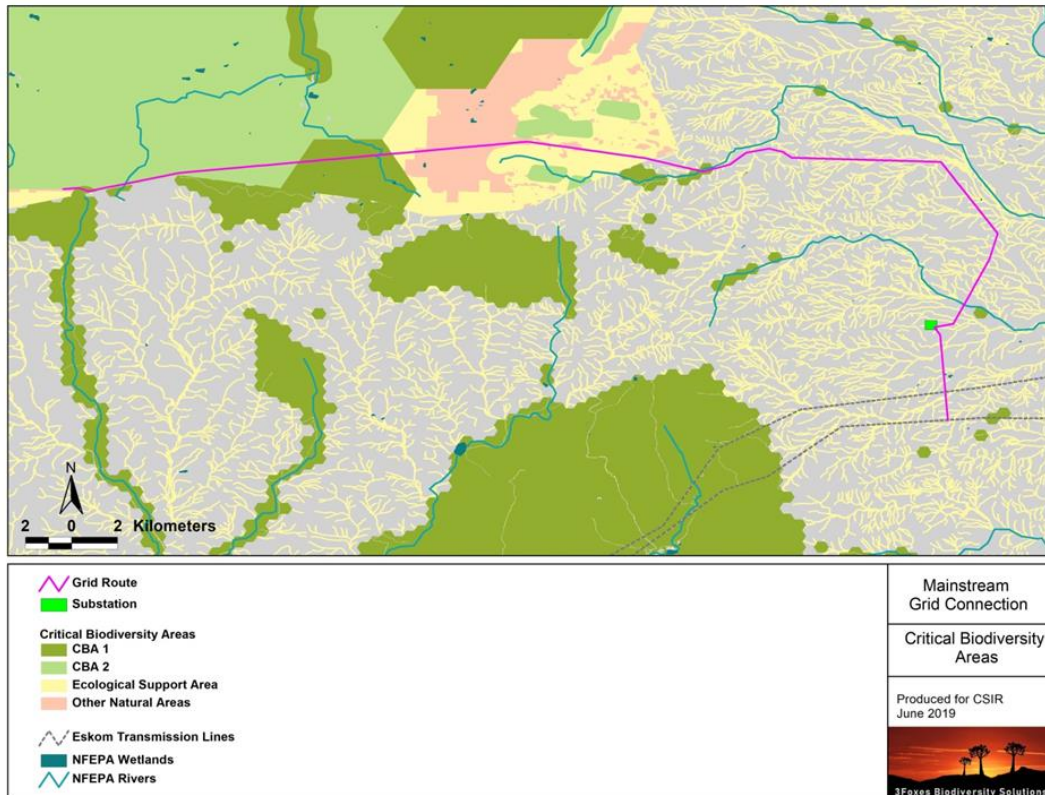 N
2 0 2 Kilometers
Grid Route
Substation
Critical Biodiversity Areas
CBA 1
CBA 2
Ecological Support Area
Other Natural Areas
Eskom Transmission Lines
NFEPA Wetlands
NFEPA Rivers
Mainstream
Grid Connection
Critical Biodiversity
Areas
Produced for CSIR
June 2019
3Foxes Biodiversity Solutions